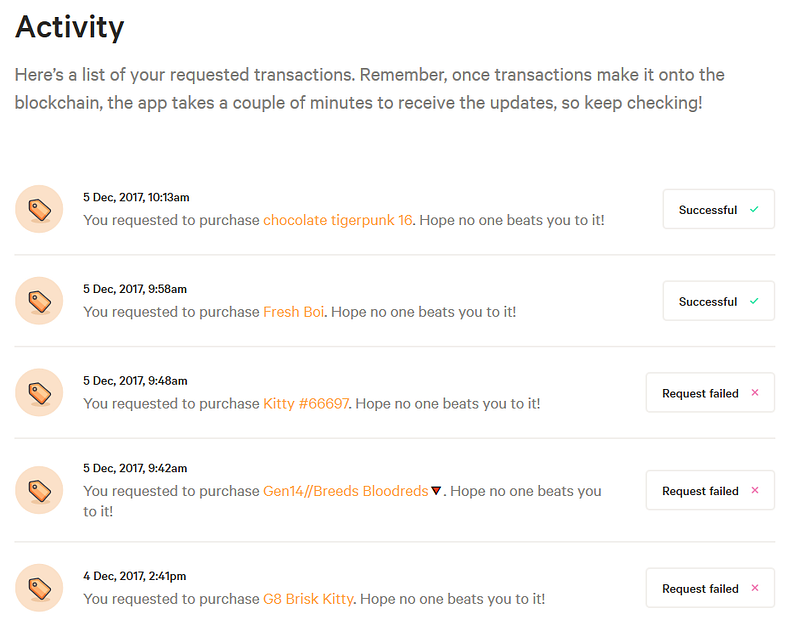 Activity
Here’s a list of your requested transactions. Remember, once transactions make it onto the
blockchain, the app takes a couple of minutes to receive the updates, so keep checking!
5 Dec, 2017, 10:13am
You requested to purchase chocolate tigerpunk 16. Hope no one beats you to it!
Successful ✓
5 Dec, 2017, 9:58am
You requested to purchase Fresh Boi. Hope no one beats you to it!
Successful ✓
5 Dec, 2017, 9:48am
You requested to purchase Kitty #66697. Hope no one beats you to it!
Request failed ×
5 Dec, 2017, 9:42am
You requested to purchase Gen14//Breeds Bloodreds🔻. Hope no one beats you
to it!
Request failed ×
4 Dec, 2017, 2:41pm
You requested to purchase G8 Brisk Kitty. Hope no one beats you to it!
Request failed ×